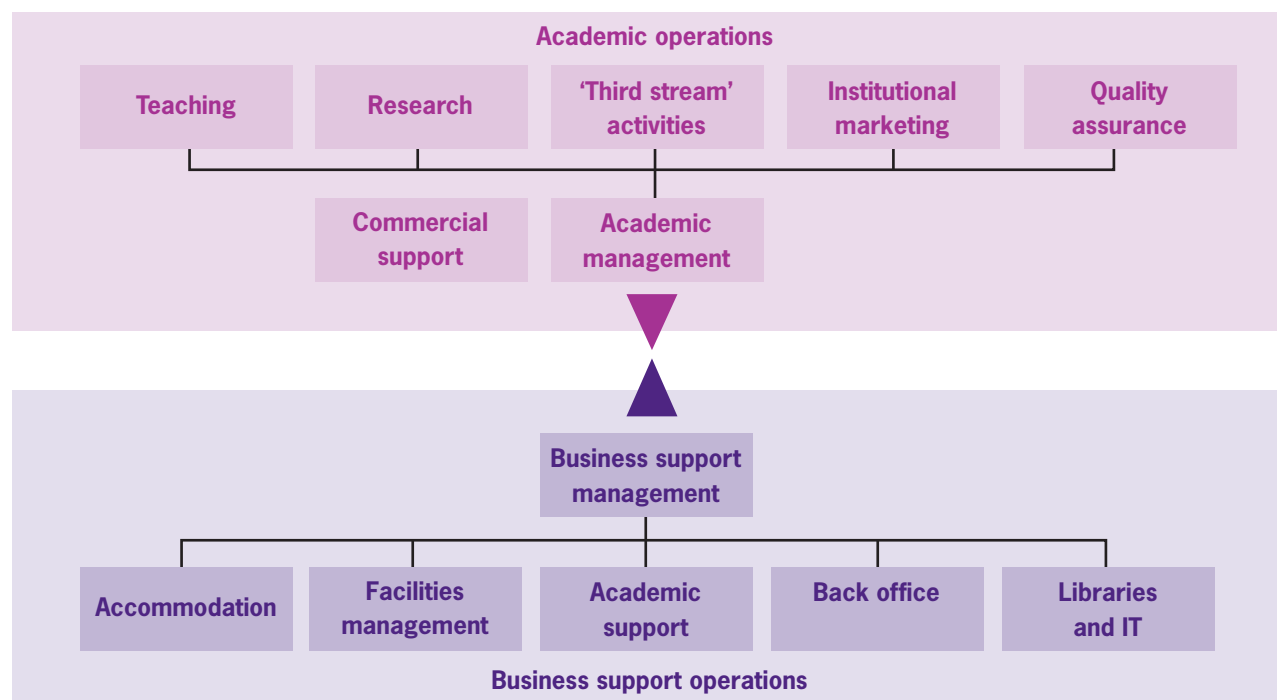 Academic operations
Teaching
Research
‘Third stream’
activities
Institutional
marketing
Quality
assurance
Commercial
support
Academic
management
Business support
management
Accommodation
Facilities
management
Academic
support
Back office
Libraries
and IT
Business support operations